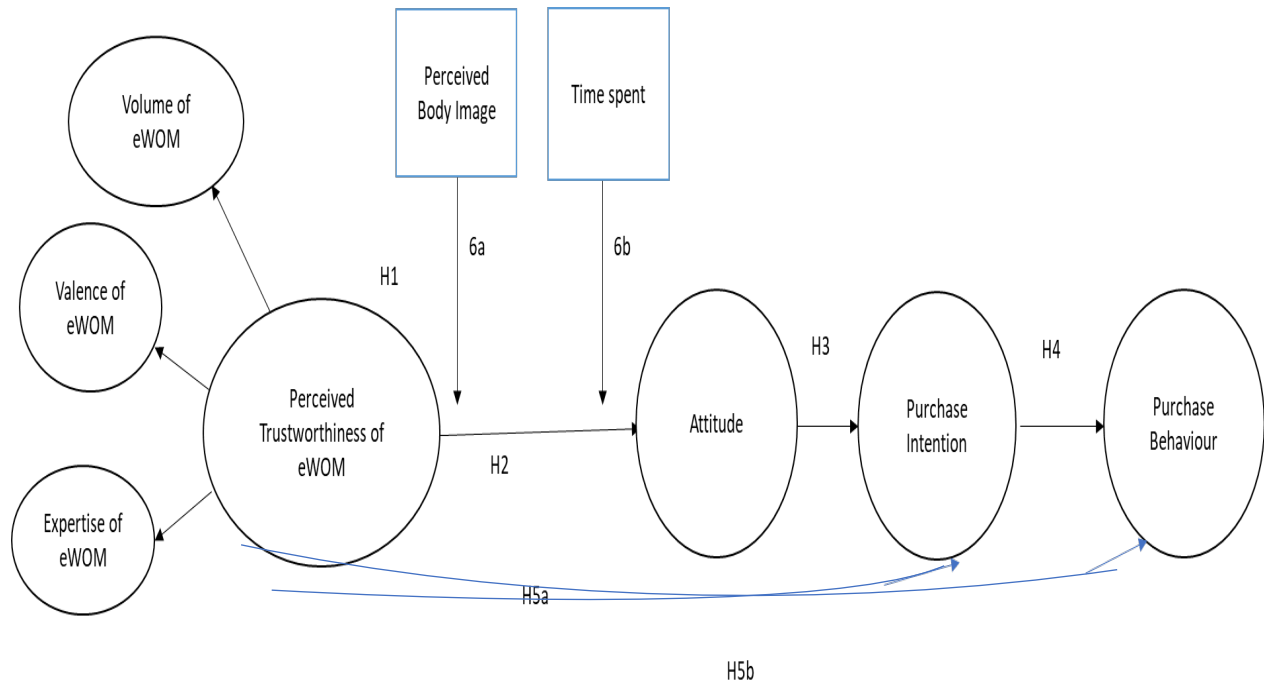 Volume of
eWOM
Perceived
Body Image
Time spent
Valence of
eWOM
6a
6b
H1
Perceived
Trustworthiness of
eWOM
H2
Attitude
H3
Purchase
Intention
H4
Purchase
Behaviour
Expertise of
eWOM
H5a
H5b